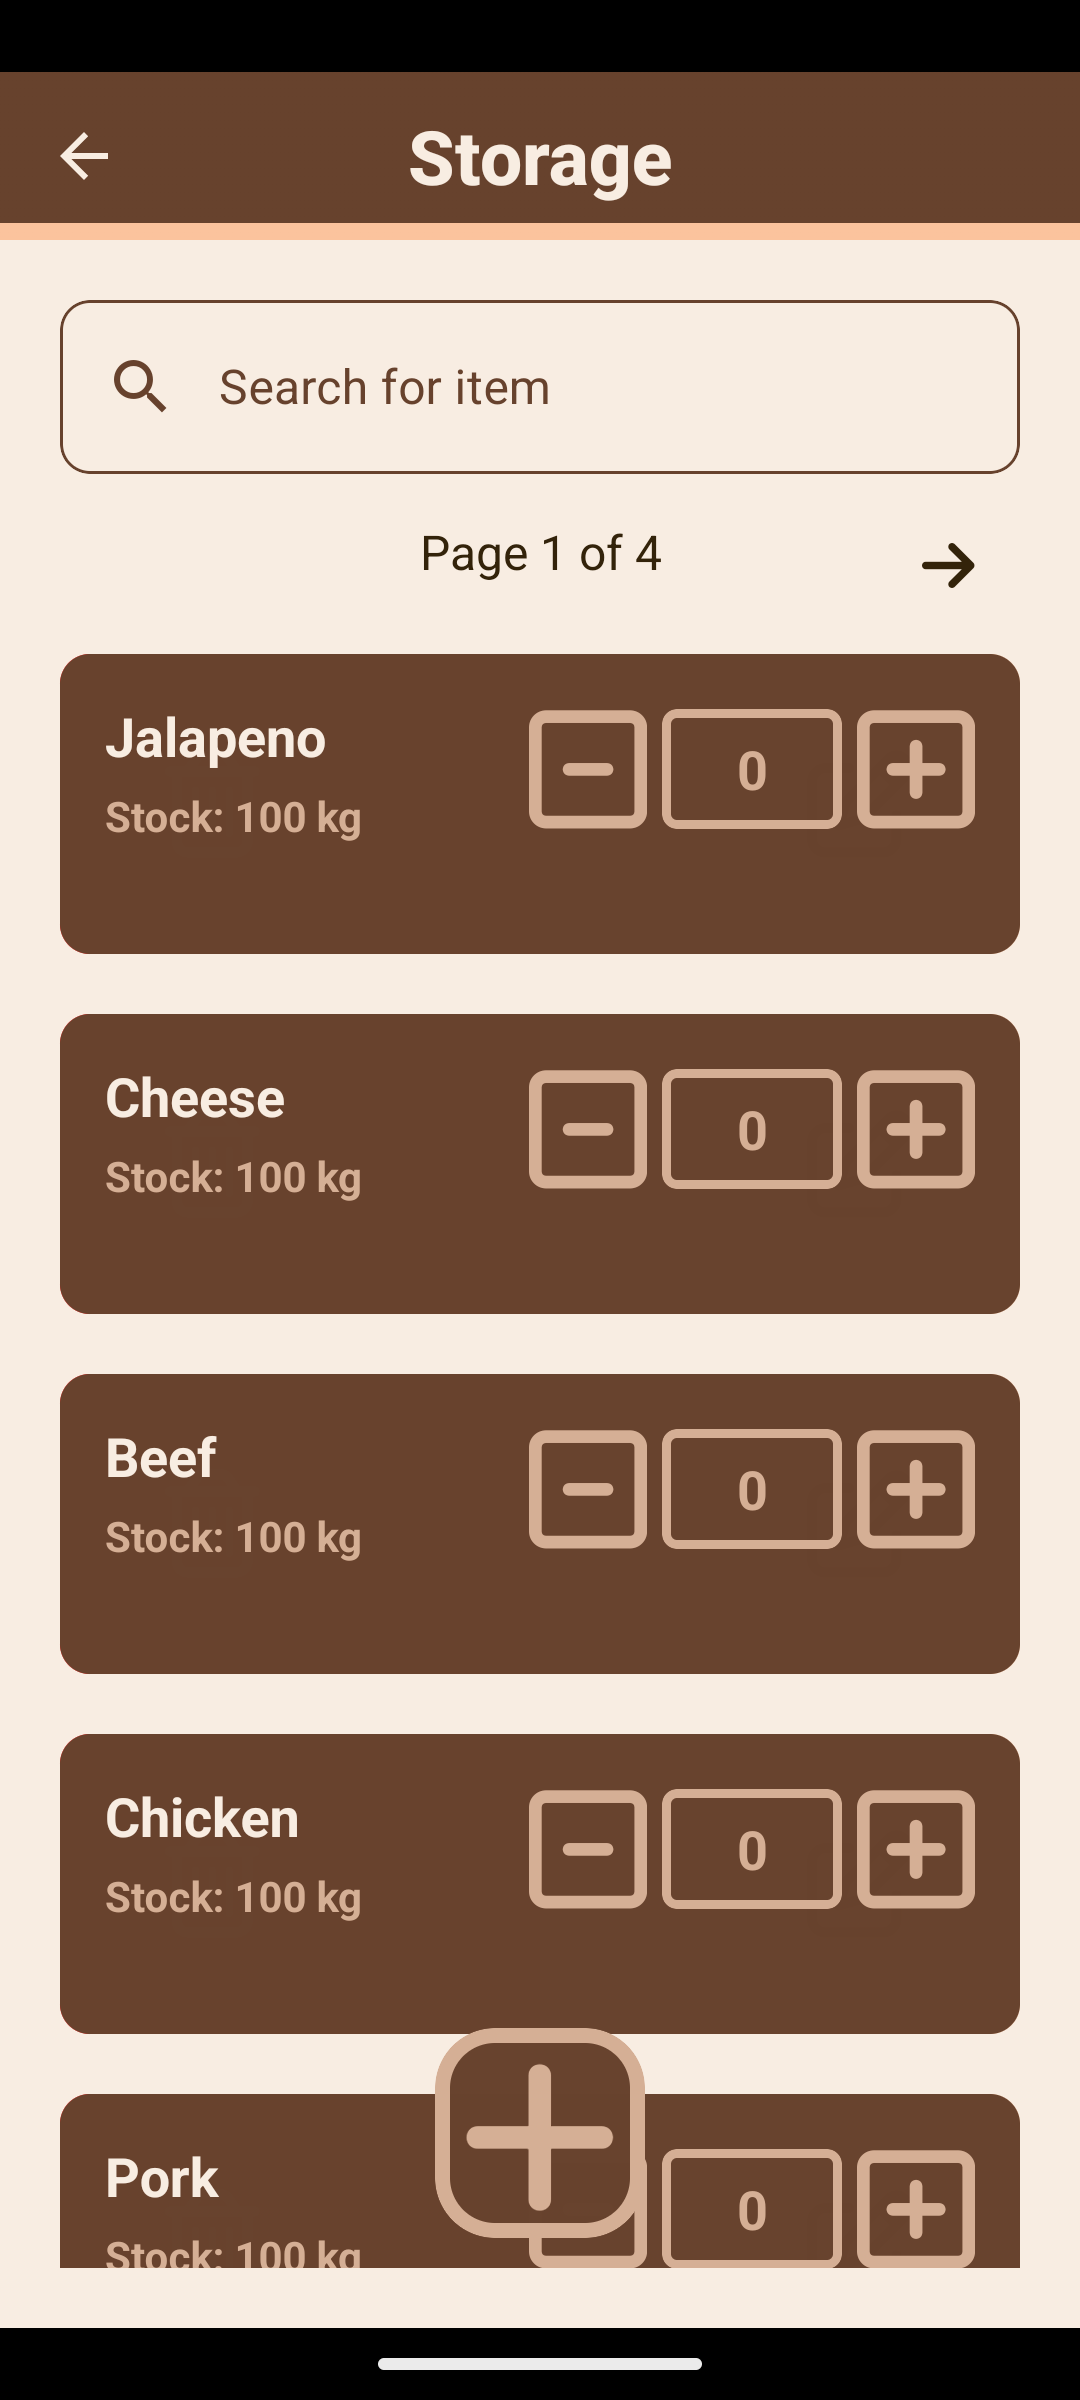 Storage
Search for item
Page 1 of 4
Jalapeno
0
Stock: 100 kg
Cheese
0
Stock: 100 kg
Beef
0
Stock: 100 kg
Chicken
0
Stock: 100 kg
Pork
0
Stock: 100 kg